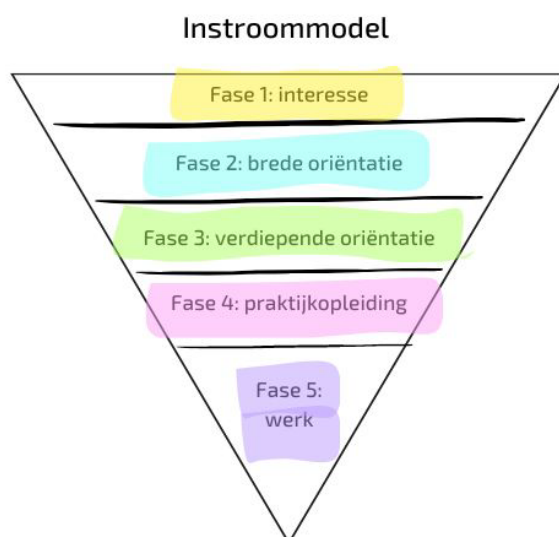 Instroommodel
Fase 1: interesse
Fase 2: brede oriëntatie
Fase 3: verdiepende oriëntatie
Fase 4: praktijkopleiding
Fase 5:
werk